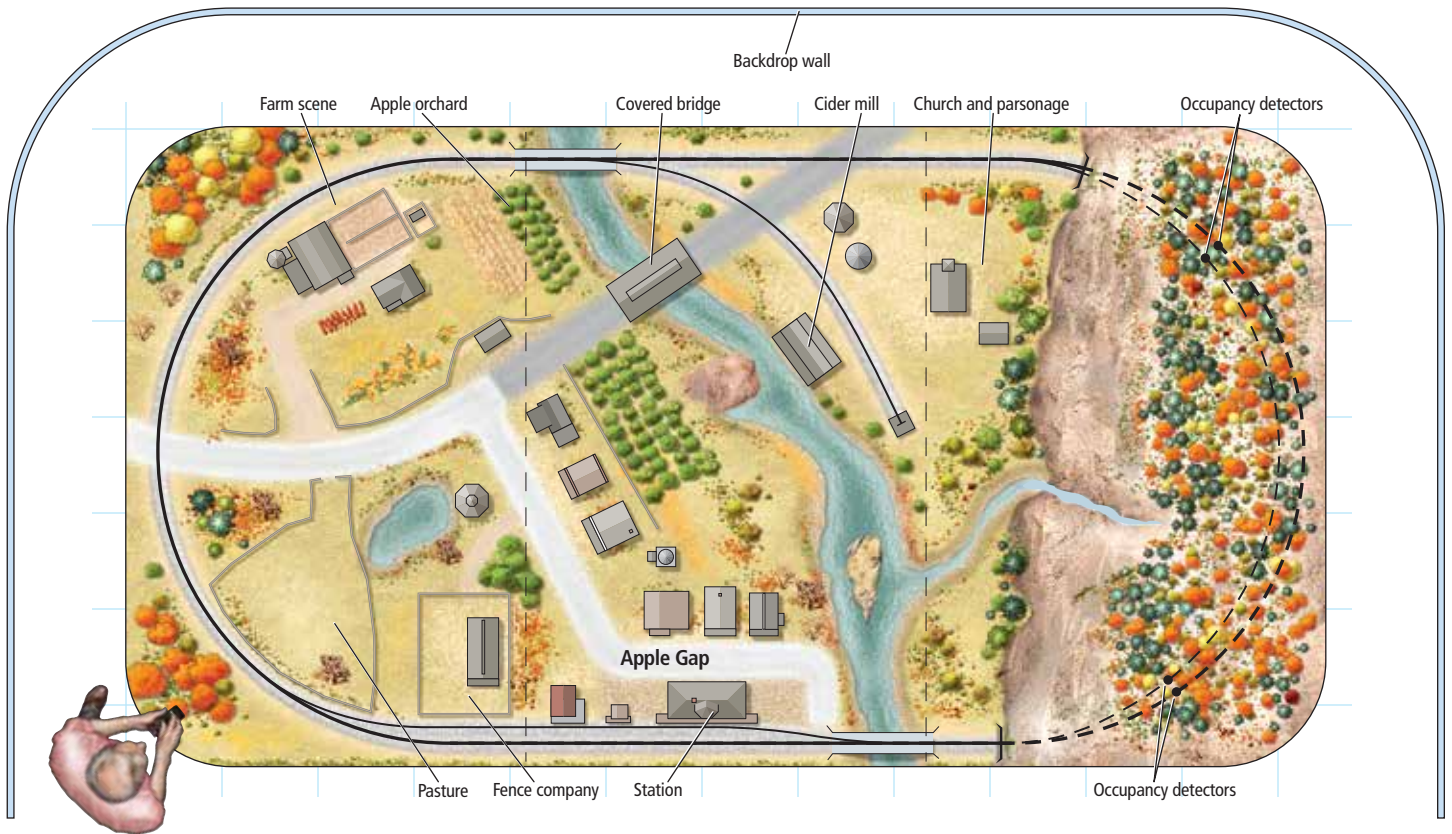 Backdrop wall
Farm scene
Apple orchard
Covered bridge
Cider mill
Church and parsonage
Occupancy detectors
Apple Gap
Pasture
Fence company
Station
Occupancy detectors